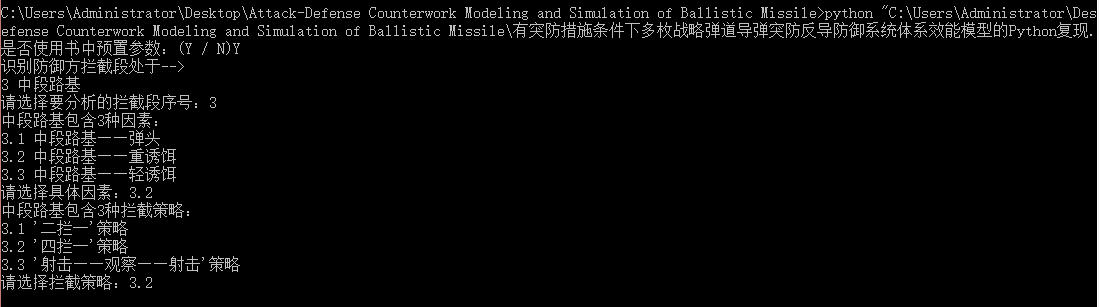 C:\Users\Administrator\Desktop\Attack-Defense Counterwork Modeling and Simulation of Ballistic Missile>python "C:\Users\Administrator\Des
efense Counterwork Modeling and Simulation of Ballistic Missile\有突防措施条件下多枚战略弹道导弹突防反导防御系统体系效能模型的Python复现.
是否使用书中预置参数：(Y / N)Y
识别防御方拦截段处于-->
3 中段路基
请选择要分析的拦截段序号：3
中段路基包含3种因素：
3.1 中段路基——弹头
3.2 中段路基——重诱饵
3.3 中段路基——轻诱饵
请选择具体因素：3.2
中段路基包含3种拦截策略：
3.1 '二拦一'策略
3.2 '四拦一'策略
3.3 '射击——观察——射击'策略
请选择拦截策略：3.2